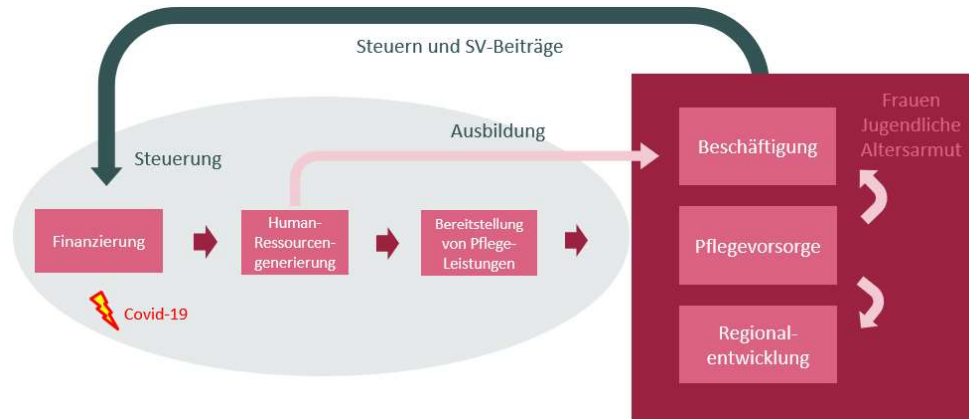 Steuern und SV-Beiträge
Steuerung
Ausbildung
Finanzierung
Human-
Ressourcen-
generierung
Bereitstellung
von Pflege-
Leistungen
Covid-19
Frauen
Jugendliche
Altersarmut
Beschäftigung
Pflegevorsorge
Regional-
entwicklung